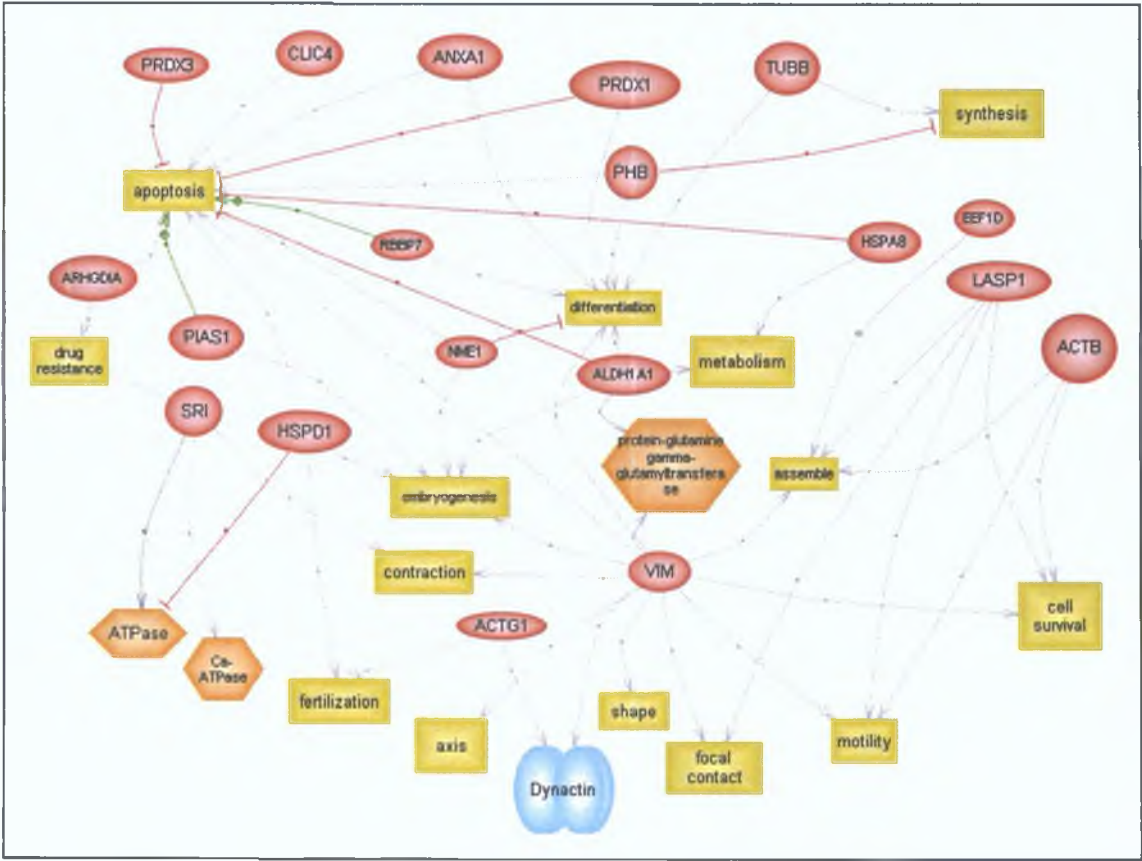 PRDX3
CLIC4
ANXA1
PRDX1
TUBB
synthesis
PHB
apoptosis
RBBP7
HSPA8
EEF1D
ARHGDIA
LASP1
differentiation
PIAS1
drug
resistance
NME1
metabolism
ACTB
ALDH1A1
SRI
HSPD1
protein-glutamine
gamma-
glutamyltransfera
se
assemble
embryogenesis
contraction
VIM
cell
survival
ATPase
ACTG1
Ca-
ATPase
fertilization
shape
axis
motility
focal
contact
Dynactin